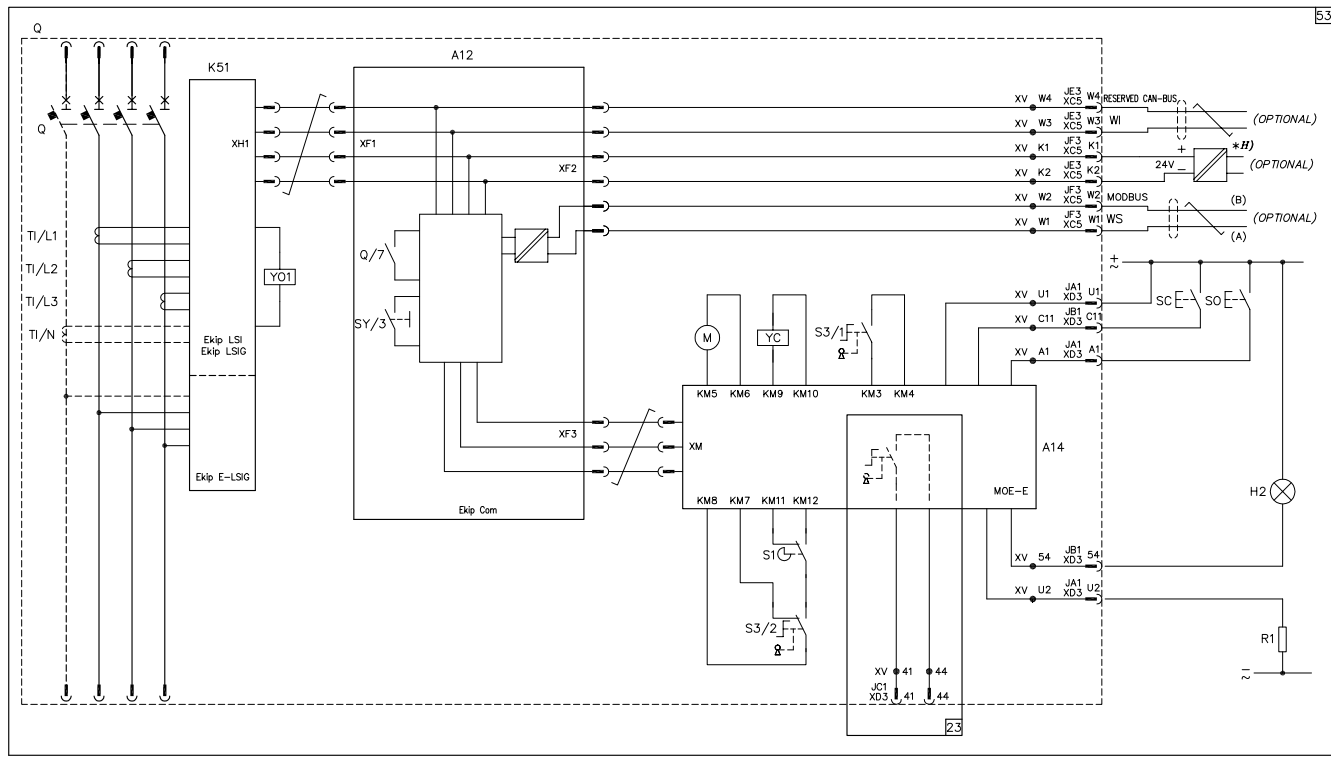 53
Q
K51
A12
Q
XH1
XF1
XF2
XV W4 JE3 XC5 W4 RESERVED CAN-BUS
XV W3 JE3 XC5 W3 WI
(OPTIONAL)
XV K1 JF3 XC5 K1 +
*H)
24V
(OPTIONAL)
XV K2 JE3 XC5 K2 −
XV W2 JF3 XC5 W2 MODBUS
(B)
XV W1 JF3 XC5 W1 WS
(OPTIONAL)
(A)
TI/L1
TI/L2
TI/L3
TI/N
YO1
Q/7
SY/3
Ekip LSI
Ekip LSIG
Ekip E-LSIG
Ekip Com
+
~
XV U1 JA1 XD3 U1
XV C11 JB1 XD3 C11
XV A1 JA1 XD3 A1
SC
SO
M
YC
S3/1
KM5 KM6 KM9 KM10 KM3 KM4
XF3
XM
A14
MOE-E
KM8 KM7 KM11 KM12
H2
S1
S3/2
XV 54 JB1 XD3 54
XV U2 JA1 XD3 U2
R1
−
~
XV 41 44
JC1
XD3 41 44
23